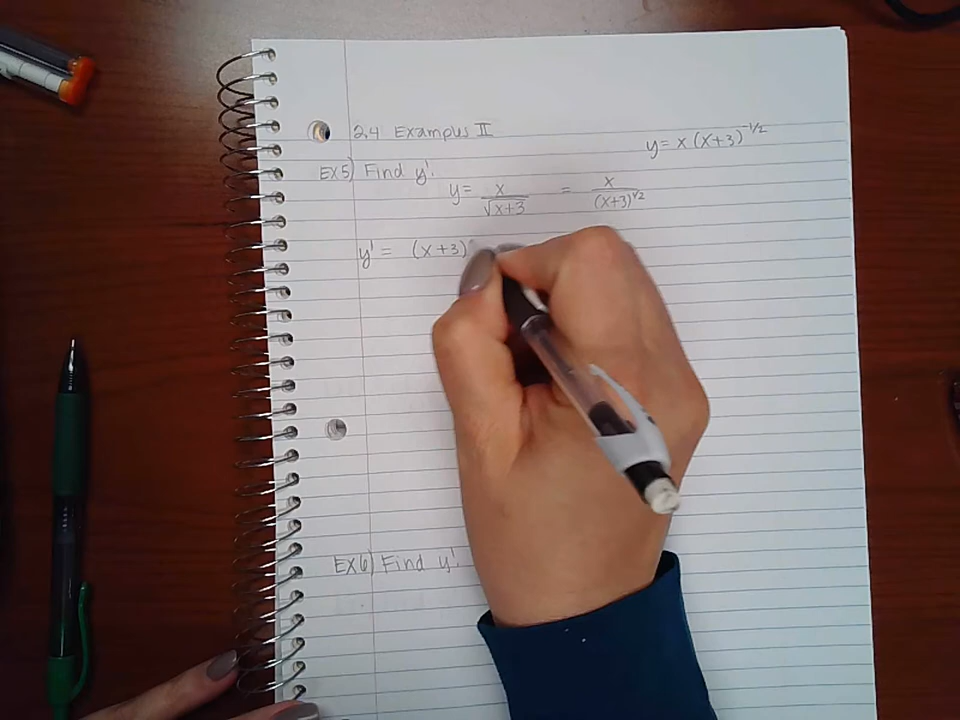 2.4 Examples II
y = x (x+3)^{-1/2}
EX5) Find y'.
y = x/√(x+3) = x/(x+3)^{1/2}
y' = (x+3)
EX6) Find y'.